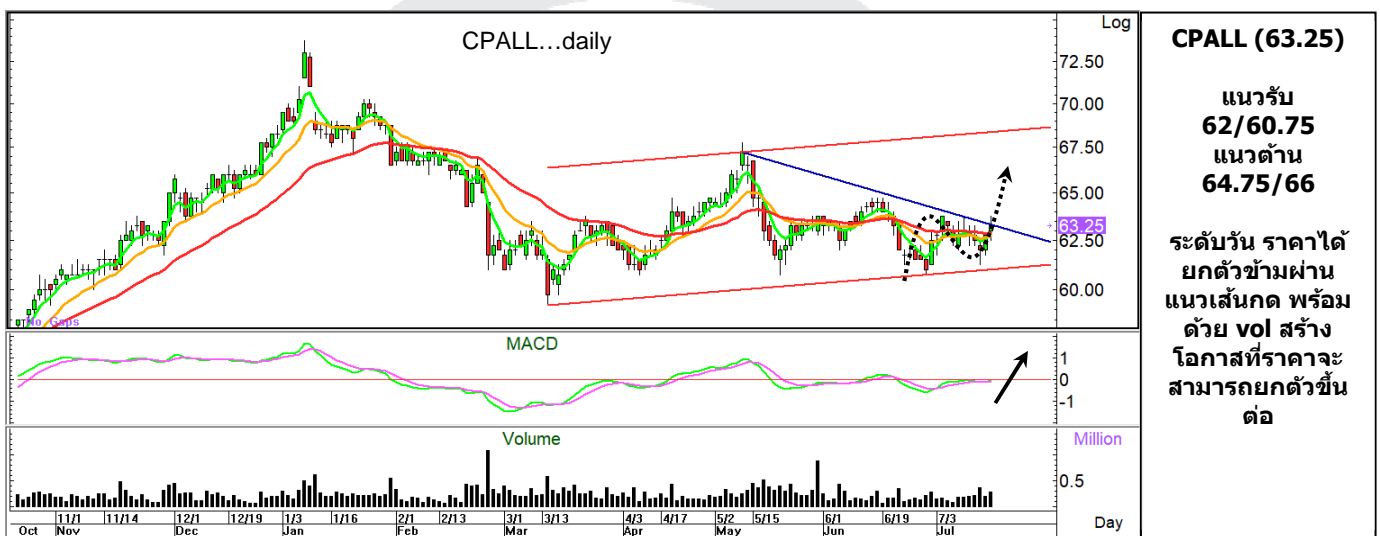 CPALL...daily
Log
72.50
70.00
67.50
65.00
63.25
62.50
60.00
No Gaps
MACD
1
0
-1
Volume
Million
0.5
11/1 11/14 12/1 12/19 1/3 1/16 2/1 2/13 3/1 3/13 4/3 4/17 5/2 5/15 6/1 6/19 7/3
Oct Nov Dec Jan Feb Mar Apr May Jun Jul
Day
CPALL (63.25)
แนวรับ
62/60.75
แนวต้าน
64.75/66
ระดับวัน ราคาได้
ยกตัวข้ามผ่าน
แนวเส้นกด พร้อม
ด้วย vol สร้าง
โอกาสที่ราคาจะ
สามารถยกตัวขึ้น
ต่อ